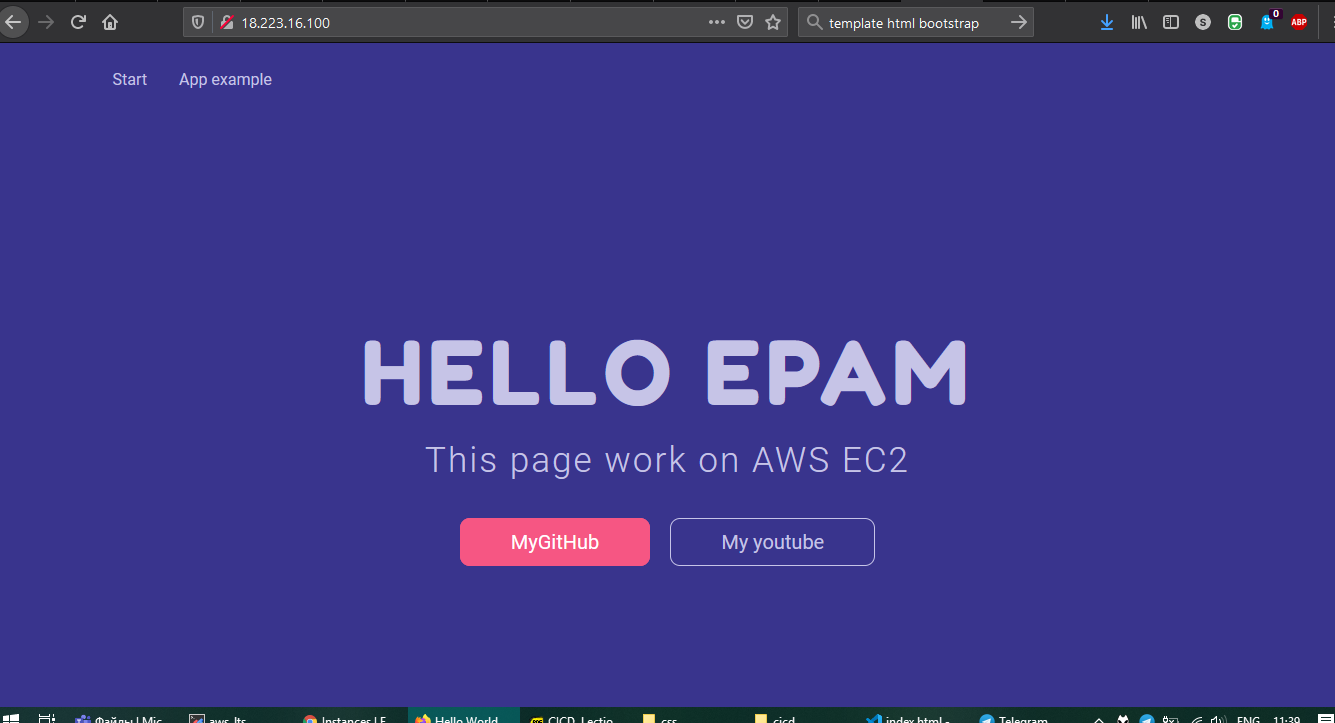 18.223.16.100
template html bootstrap
S
0
ABP
Start
App example
HELLO EPAM
This page work on AWS EC2
MyGitHub
My youtube
Файлы | Mic
aws_lts
Instances | E
Hello World
CICD_Lectio
css
cicd
index.html -
Telegram
ENG
11:39